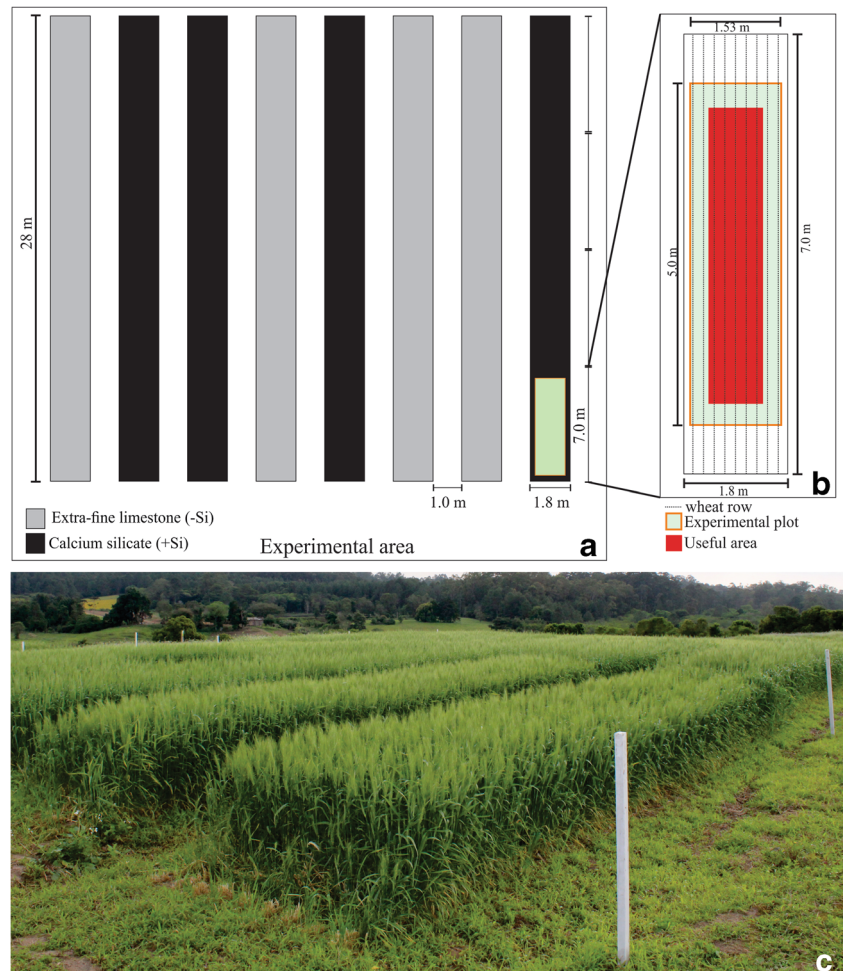 28 m
7.0 m
1.0 m
1.8 m
Extra-fine limestone (-Si)
Calcium silicate (+Si)
Experimental area
a
1.53 m
5.0 m
7.0 m
1.8 m
b
wheat row
Experimental plot
Useful area
c